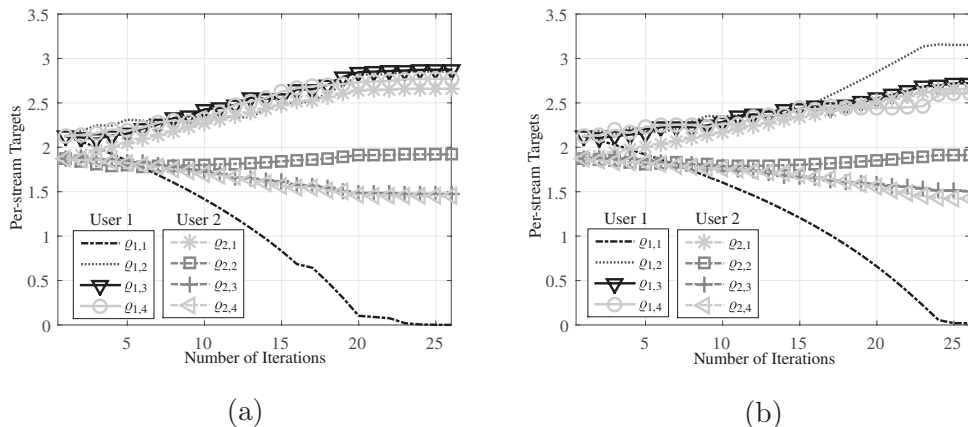 3.5
3
2.5
2
1.5
1
0.5
0
Per-stream Targets
User 1
ϱ1,1
ϱ1,2
ϱ1,3
ϱ1,4
User 2
ϱ2,1
ϱ2,2
ϱ2,3
ϱ2,4
5 10 15 20 25
Number of Iterations
(a)
3.5
3
2.5
2
1.5
1
0.5
0
Per-stream Targets
User 1
ϱ1,1
ϱ1,2
ϱ1,3
ϱ1,4
User 2
ϱ2,1
ϱ2,2
ϱ2,3
ϱ2,4
5 10 15 20 25
Number of Iterations
(b)